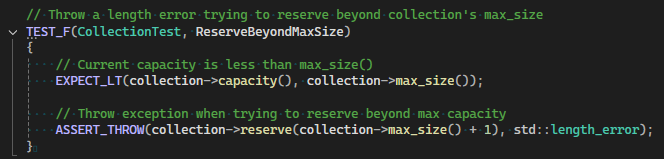 // Throw a length error trying to reserve beyond collection's max_size
TEST_F(CollectionTest, ReserveBeyondMaxSize)
{
    // Current capacity is less than max_size()
    EXPECT_LT(collection->capacity(), collection->max_size());

    // Throw exception when trying to reserve beyond max capacity
    ASSERT_THROW(collection->reserve(collection->max_size() + 1), std::length_error);
}